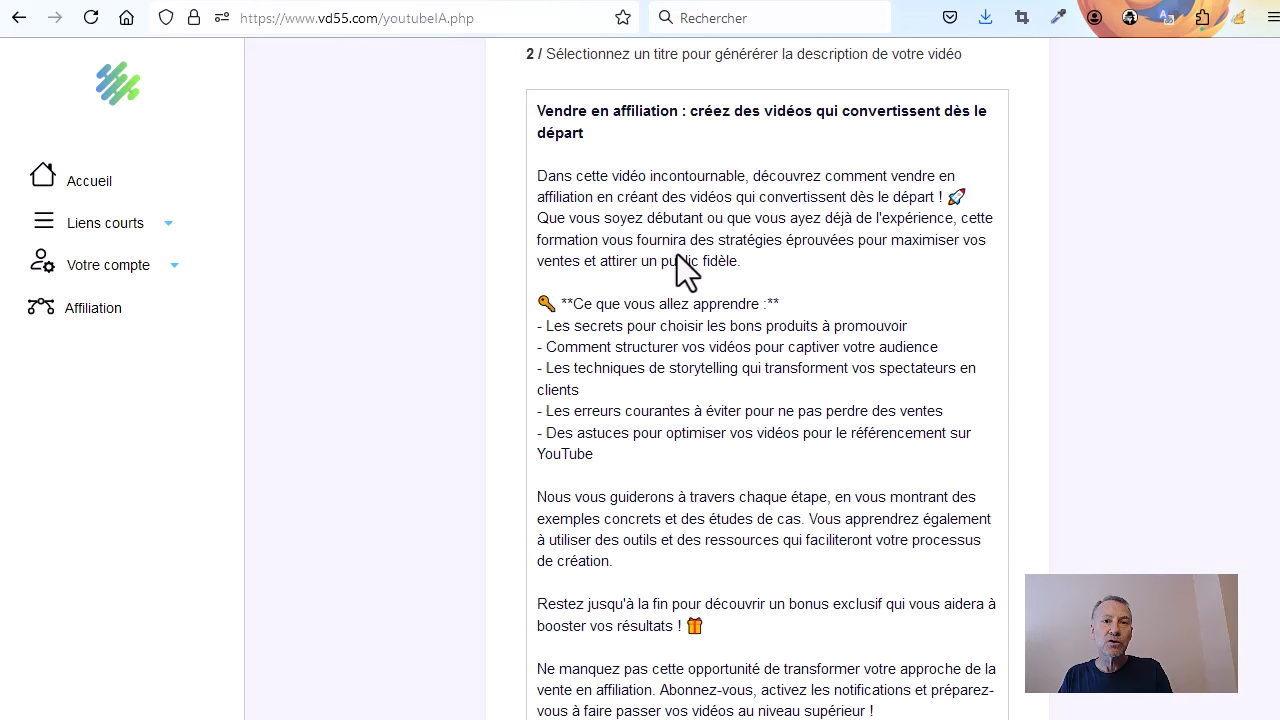 https://www.vd55.com/youtubeIA.php
Rechercher
Accueil
Liens courts
Votre compte
Affiliation
2 / Sélectionnez un titre pour générérer la description de votre vidéo
Vendre en affiliation : créez des vidéos qui convertissent dès le
départ
Dans cette vidéo incontournable, découvrez comment vendre en
affiliation en créant des vidéos qui convertissent dès le départ ! 🚀
Que vous soyez débutant ou que vous ayez déjà de l'expérience, cette
formation vous fournira des stratégies éprouvées pour maximiser vos
ventes et attirer un public fidèle.
🔑 **Ce que vous allez apprendre :**
- Les secrets pour choisir les bons produits à promouvoir
- Comment structurer vos vidéos pour captiver votre audience
- Les techniques de storytelling qui transforment vos spectateurs en
clients
- Les erreurs courantes à éviter pour ne pas perdre des ventes
- Des astuces pour optimiser vos vidéos pour le référencement sur
YouTube
Nous vous guiderons à travers chaque étape, en vous montrant des
exemples concrets et des études de cas. Vous apprendrez également
à utiliser des outils et des ressources qui faciliteront votre processus
de création.
Restez jusqu'à la fin pour découvrir un bonus exclusif qui vous aidera à
booster vos résultats ! 🎁
Ne manquez pas cette opportunité de transformer votre approche de la
vente en affiliation. Abonnez-vous, activez les notifications et préparez-
vous à faire passer vos vidéos au niveau supérieur !